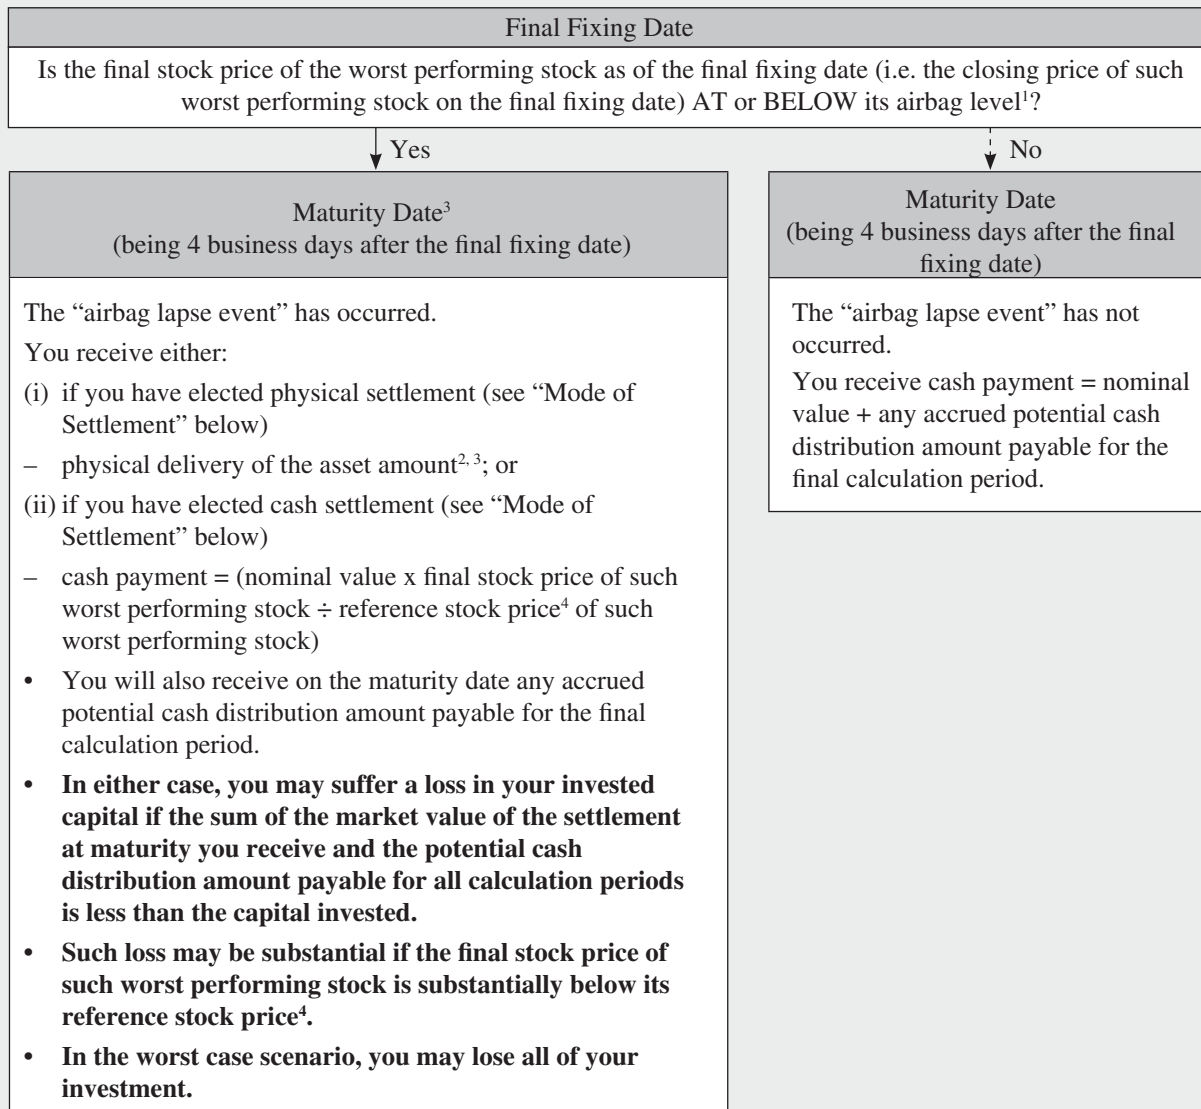 Final Fixing Date
Is the final stock price of the worst performing stock as of the final fixing date (i.e. the closing price of such
worst performing stock on the final fixing date) AT or BELOW its airbag level¹?
Yes
No
Maturity Date³
(being 4 business days after the final fixing date)
The “airbag lapse event” has occurred.
You receive either:
(i) if you have elected physical settlement (see “Mode of
Settlement” below)
– physical delivery of the asset amount²,³; or
(ii) if you have elected cash settlement (see “Mode of
Settlement” below)
– cash payment = (nominal value x final stock price of such
worst performing stock ÷ reference stock price⁴ of such
worst performing stock)
• You will also receive on the maturity date any accrued
potential cash distribution amount payable for the final
calculation period.
• In either case, you may suffer a loss in your invested
capital if the sum of the market value of the settlement
at maturity you receive and the potential cash
distribution amount payable for all calculation periods
is less than the capital invested.
• Such loss may be substantial if the final stock price of
such worst performing stock is substantially below its
reference stock price⁴.
• In the worst case scenario, you may lose all of your
investment.
Maturity Date
(being 4 business days after the final
fixing date)
The “airbag lapse event” has not
occurred.
You receive cash payment = nominal
value + any accrued potential cash
distribution amount payable for the
final calculation period.